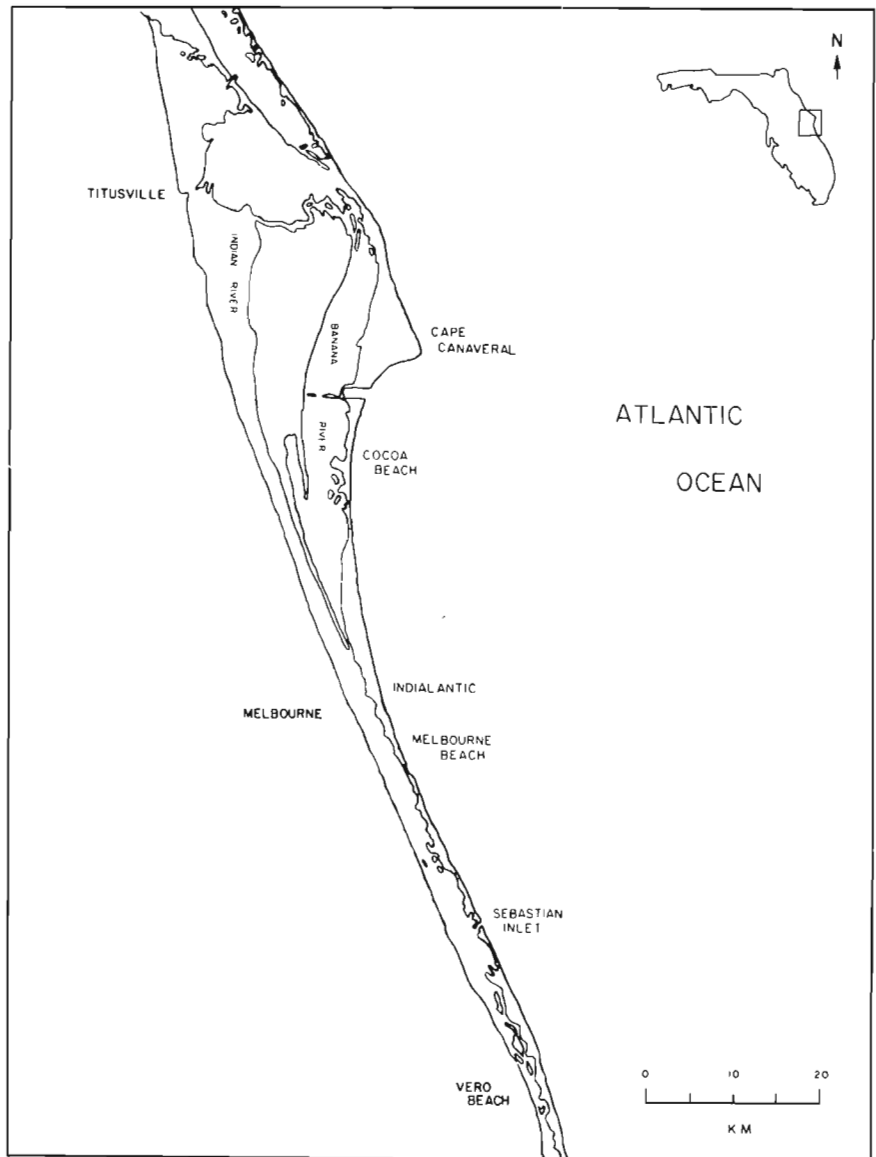 N
TITUSVILLE
INDIAN RIVER
BANANA
RIVER
CAPE
CANAVERAL
ATLANTIC
OCEAN
COCOA
BEACH
INDIALANTIC
MELBOURNE
MELBOURNE
BEACH
SEBASTIAN
INLET
VERO
BEACH
0 10 20
KM